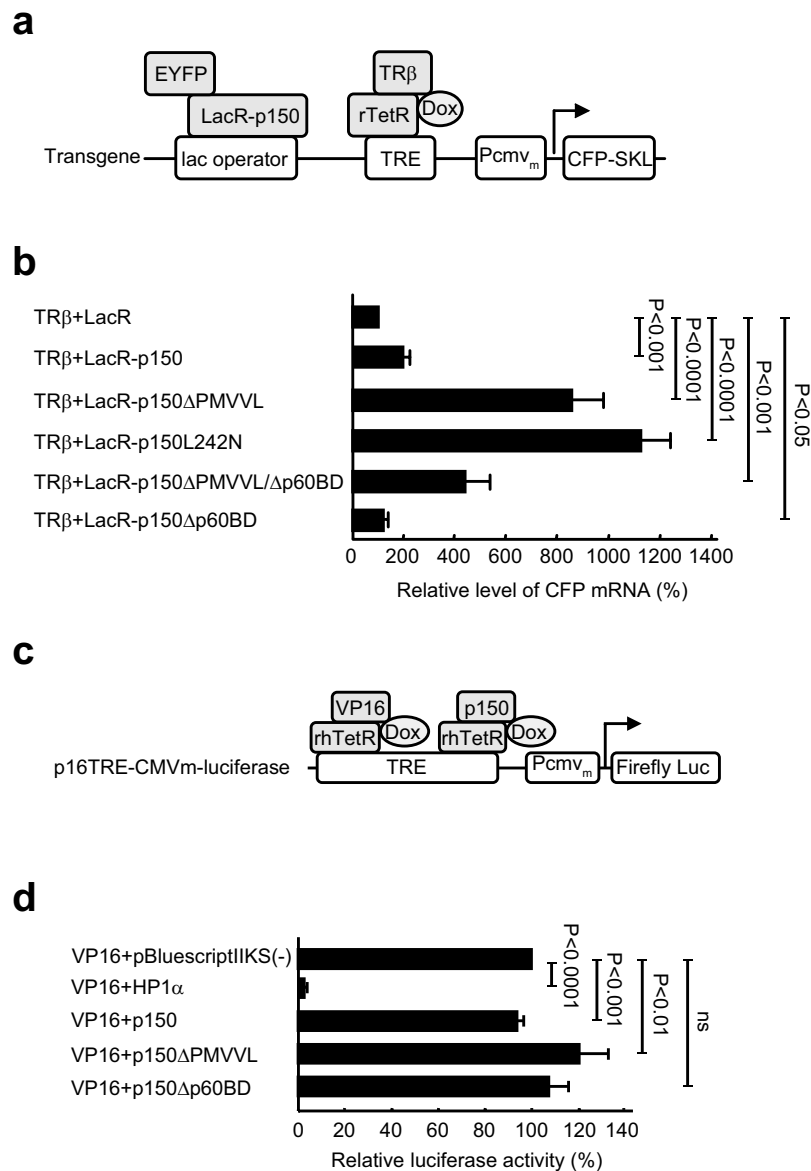 a
EYFP
TRβ
LacR-p150
rTetR
Dox
Transgene
lac operator
TRE
Pcmvm
CFP-SKL
b
TRβ+LacR
TRβ+LacR-p150
TRβ+LacR-p150ΔPMVVL
TRβ+LacR-p150L242N
TRβ+LacR-p150ΔPMVVL/Δp60BD
TRβ+LacR-p150Δp60BD
P<0.001
P<0.0001
P<0.0001
P<0.001
P<0.05
0 200 400 600 800 1000 1200 1400
Relative level of CFP mRNA (%)
c
VP16
p150
rhTetR
Dox
rhTetR
Dox
p16TRE-CMVm-luciferase
TRE
Pcmvm
Firefly Luc
d
VP16+pBluescriptIIKS(-)
VP16+HP1α
VP16+p150
VP16+p150ΔPMVVL
VP16+p150Δp60BD
P<0.0001
P<0.001
P<0.01
ns
0 20 40 60 80 100 120 140
Relative luciferase activity (%)